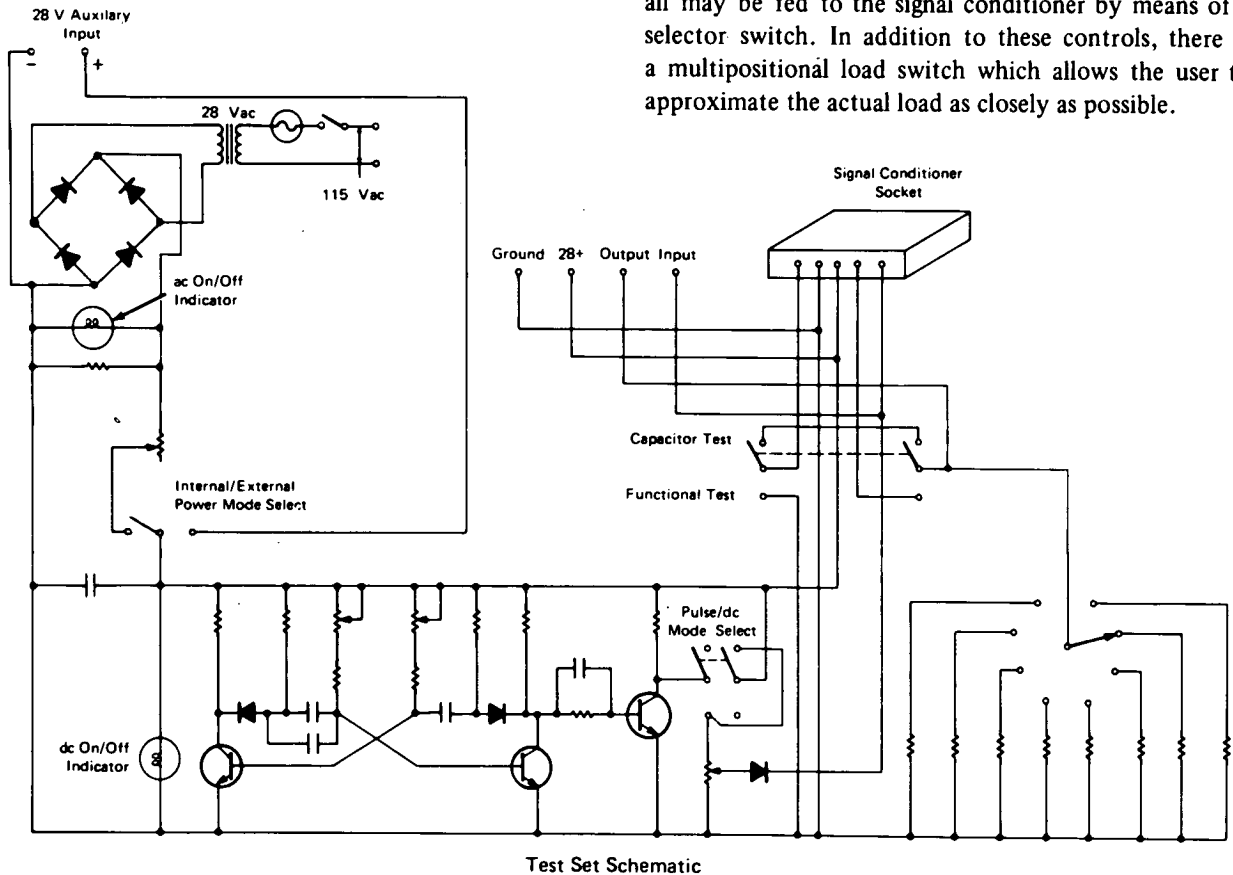 all may be fed to the signal conditioner by means of
selector switch. In addition to these controls, there
a multipositional load switch which allows the user t
approximate the actual load as closely as possible.
28 V Auxilary
Input
- +
28 Vac
115 Vac
ac On/Off
Indicator
Signal Conditioner
Socket
Ground 28+ Output Input
Capacitor Test
Functional Test
Internal/External
Power Mode Select
Pulse/dc
Mode Select
dc On/Off
Indicator
Test Set Schematic